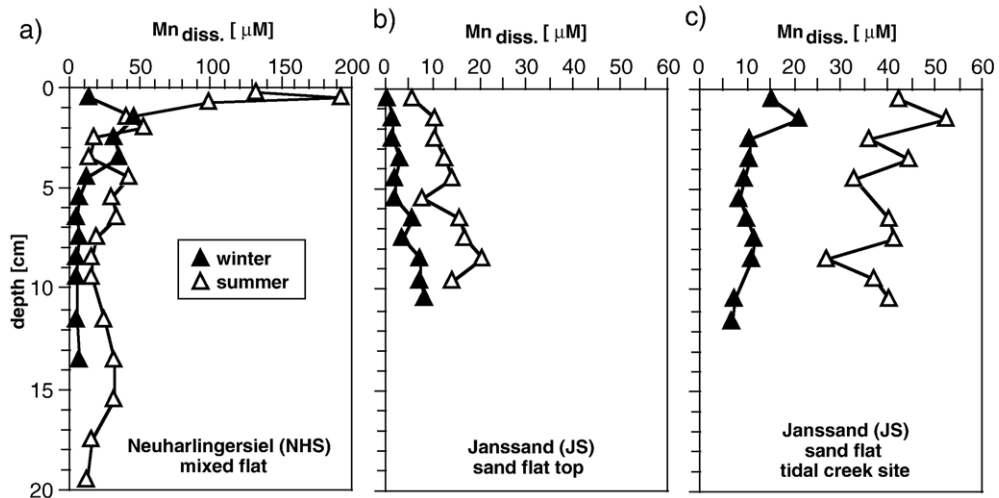 a)
Mn diss. [ μM]
0 50 100 150 200
0
5
10
15
20
depth [cm]
winter
summer
Neuharlingersiel (NHS)
mixed flat
b)
Mn diss. [ μM]
0 10 20 30 40 50 60
Janssand (JS)
sand flat top
c)
Mn diss. [ μM]
0 10 20 30 40 50 60
Janssand (JS)
sand flat
tidal creek site